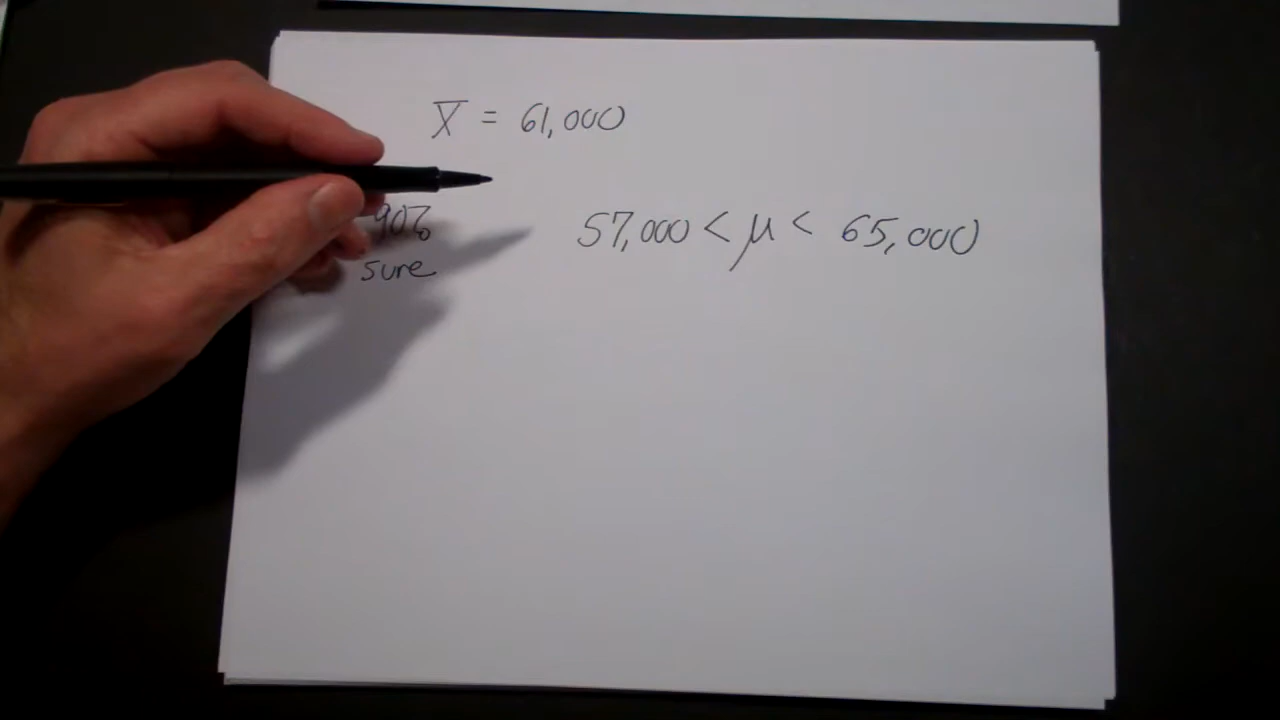 X̅ = 61,000
90% 57,000 < μ < 65,000
sure